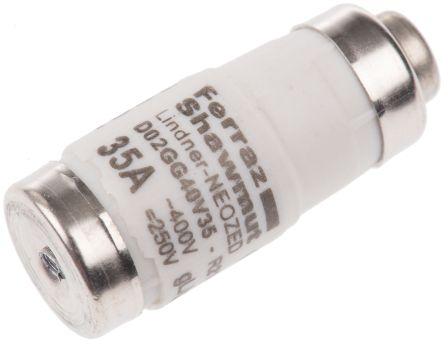 Ferraz
Shawmut
Lindner-NEOZED
D02GG40V35 -
35A
~400V
=250V